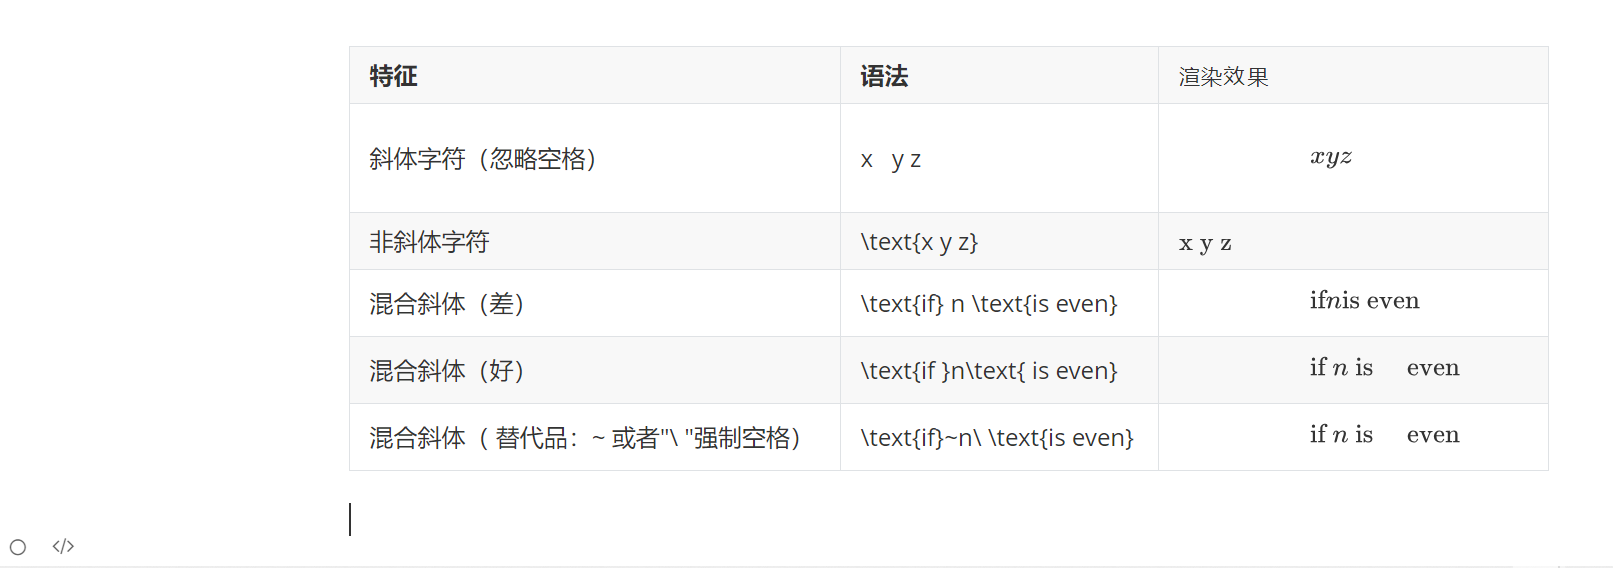 特征 语法 渲染效果
斜体字符（忽略空格） x   y z xyz
非斜体字符 \text{x y z} x y z
混合斜体（差） \text{if} n \text{is even} ifnis even
混合斜体（好） \text{if }n\text{ is even} if n is    even
混合斜体（ 替代品：~ 或者"\ "强制空格） \text{if}~n\ \text{is even} if n is    even